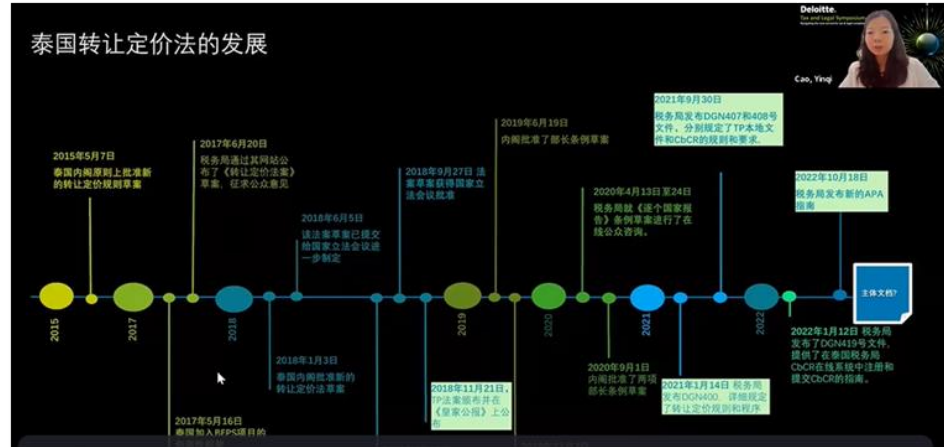 Deloitte.
Tax and Legal Symposium
泰国转让定价法的发展
Cao, Yinqi
2015年5月7日
泰国内阁原则上批准新
的转让定价规则草案
2017年6月20日
税务局通过其网站公
布了《转让定价法案》
草案，征求公众意见
2018年6月5日
该法案草案已提交
给国家立法会议进
一步制定
2018年9月27日 法
案草案获得国家立
法会议批准
2019年6月19日
内阁批准了部长条例草案
2020年4月13日至24日
税务局就《逐个国家报
告》条例草案进行了在
线公众咨询。
2021年9月30日
税务局发布DGN407和408号
文件，分别规定了TP本地文
件和CbCR的规则和要求.
2022年10月18日
税务局发布新的APA
指南
主体文档?
2015
2017
2018
2019
2020
2021
2022
2017年5月16日
泰国加入BEPS项目的
2018年1月3日
泰国内阁批准新的
转让定价法草案
2018年11月21日，
TP法案颁布并在
《皇家公报》上公
布
2020年9月1日
内阁批准了两项
部长条例草案
2021年1月14日 税务局
发布DGN400，详细规定
了转让定价规则和程序
2022年1月12日 税务局
发布了DGN419号文件，
提供了在泰国税务局
CbCR在线系统中注册和
提交CbCR的指南。